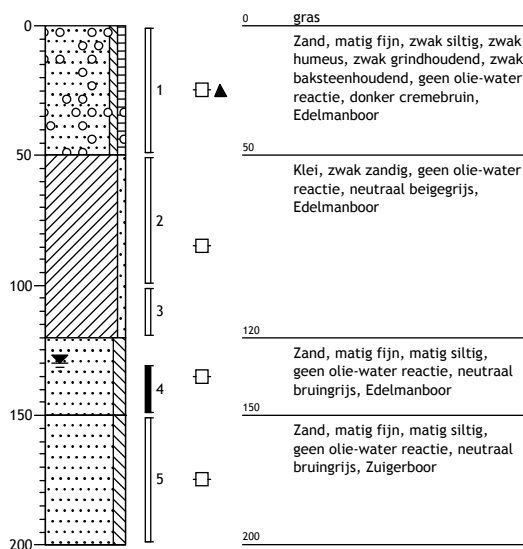 0
0
gras
Zand, matig fijn, zwak siltig, zwak
humeus, zwak grindhoudend, zwak
baksteenhoudend, geen olie-water
reactie, donker cremebruin,
Edelmanboor
1
50
50
Klei, zwak zandig, geen olie-water
reactie, neutraal beigegrijs,
Edelmanboor
2
100
3
120
Zand, matig fijn, matig siltig,
geen olie-water reactie, neutraal
bruingrijs, Edelmanboor
4
150
150
Zand, matig fijn, matig siltig,
geen olie-water reactie, neutraal
bruingrijs, Zuigerboor
5
200
200